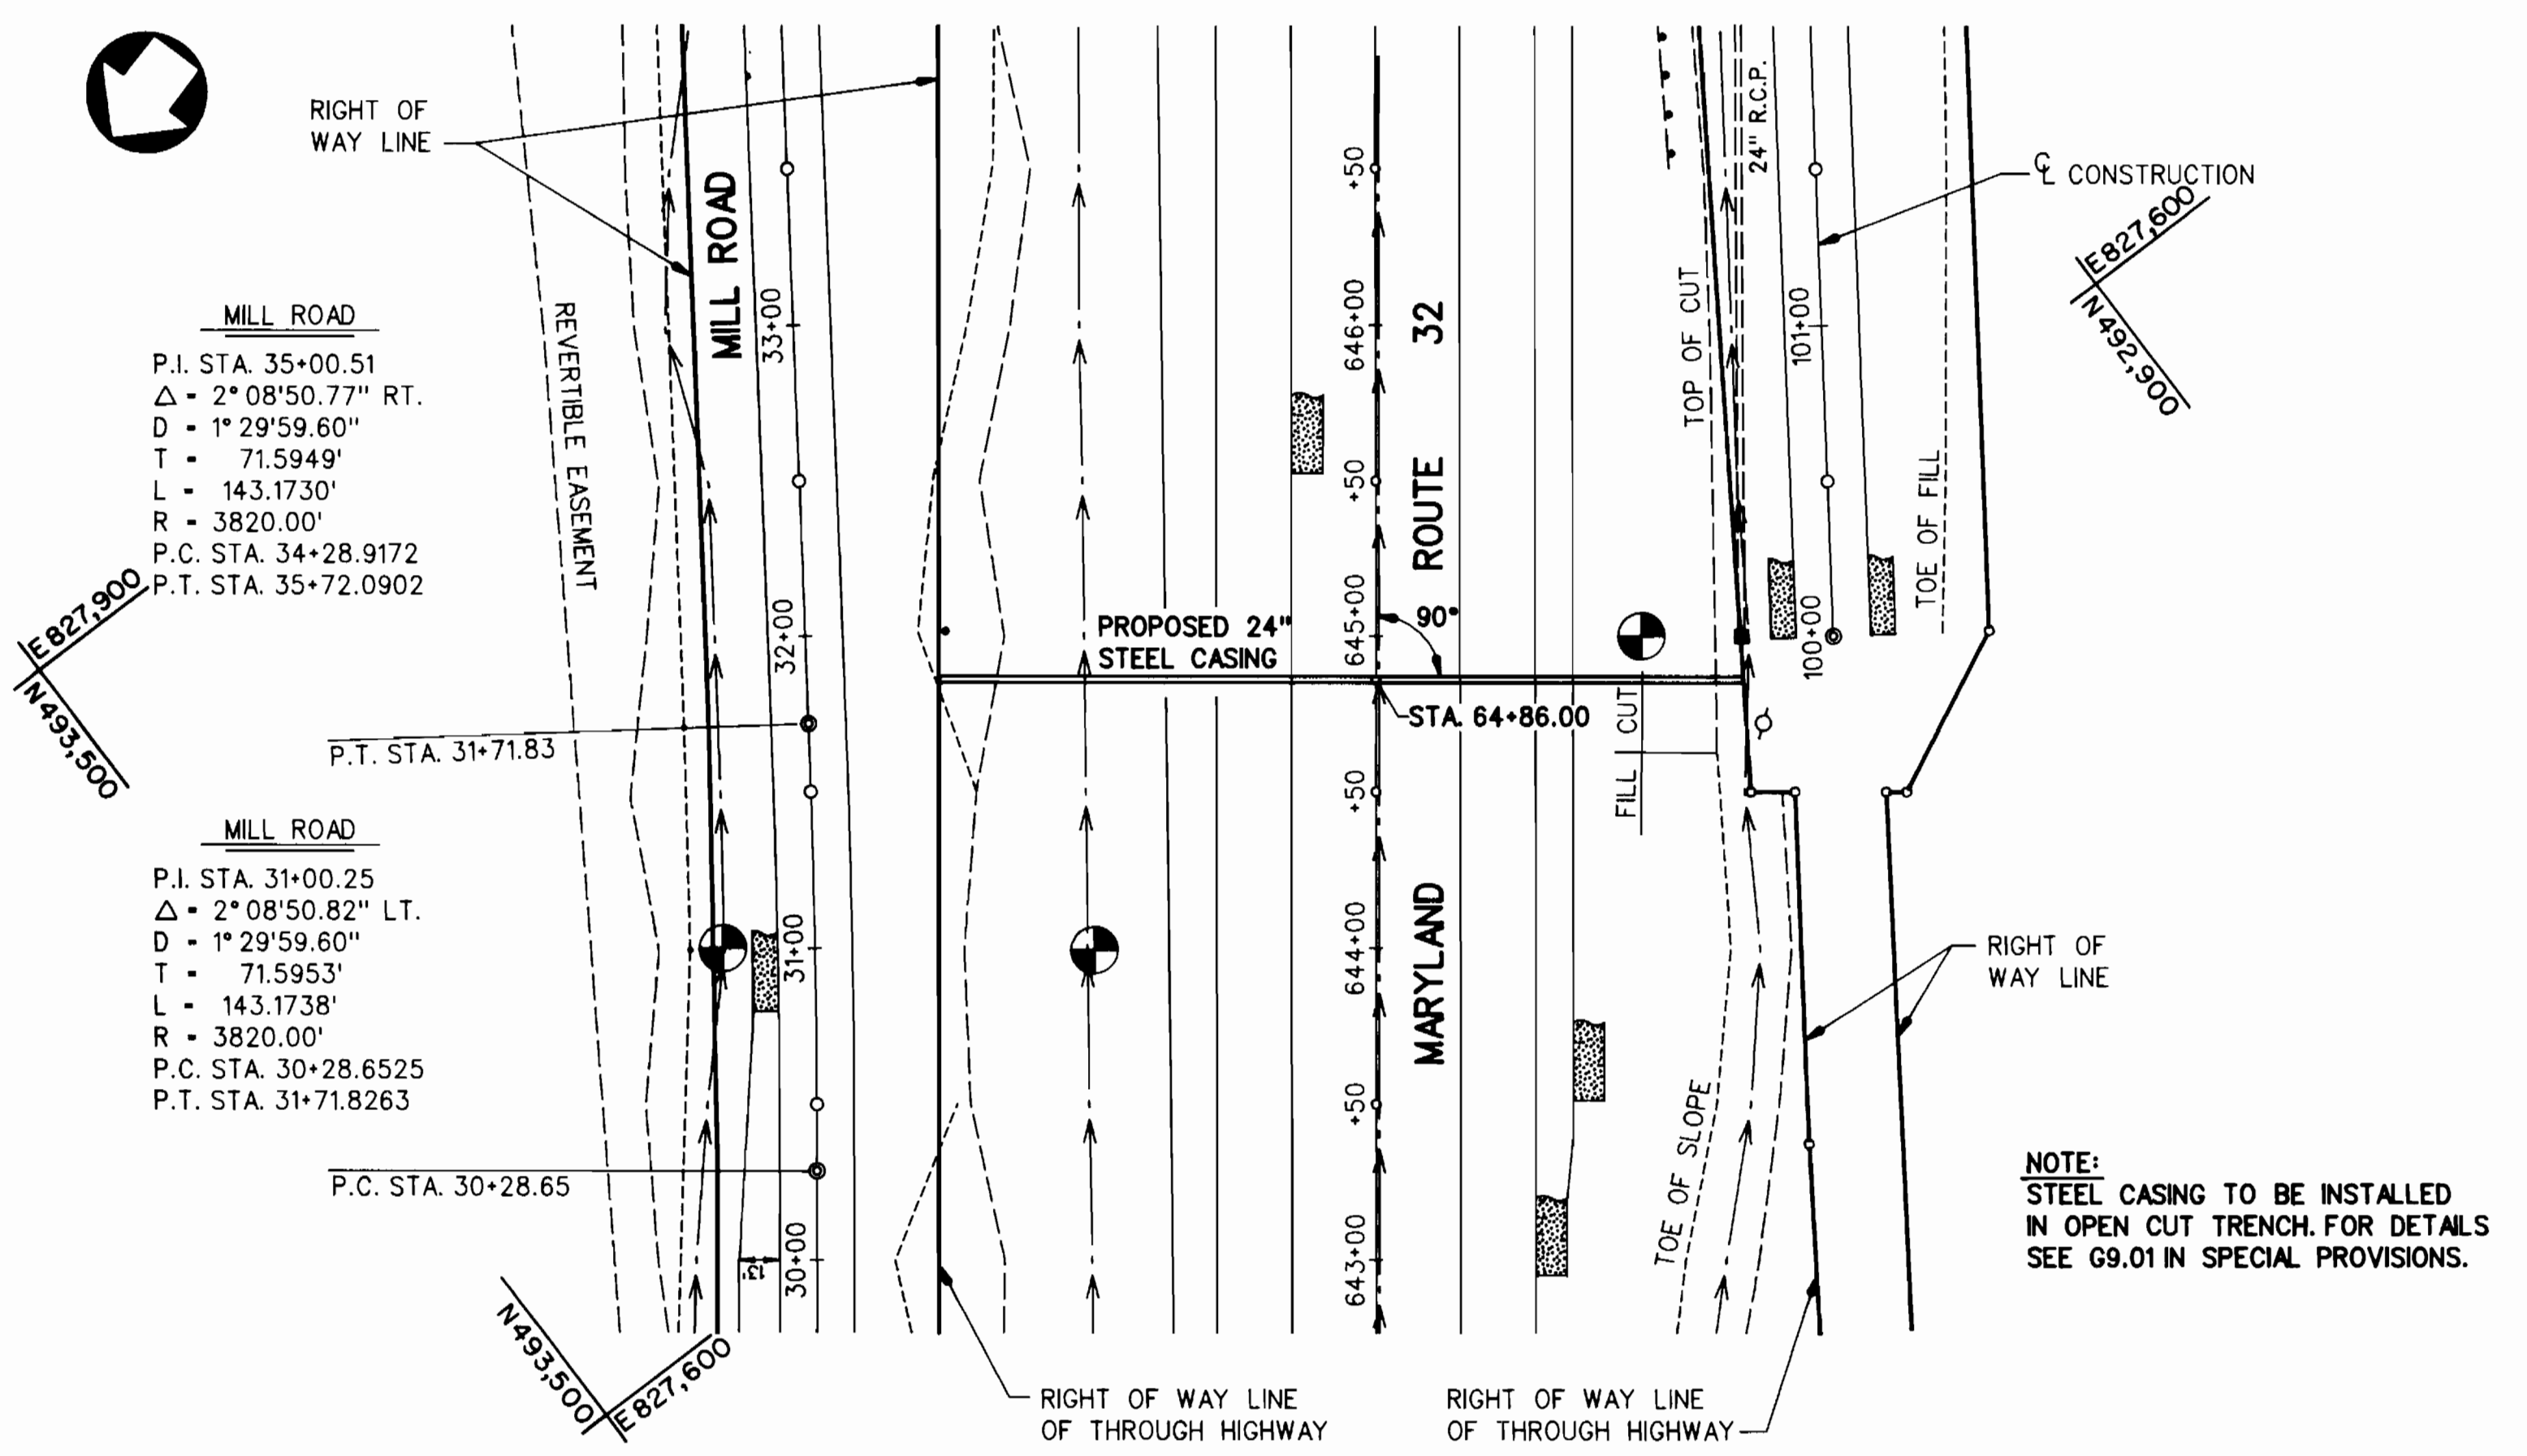 RIGHT OF
WAY LINE
MILL ROAD
P.I. STA. 35+00.51
Δ - 2° 08'50.77" RT.
D - 1° 29'59.60"
T - 71.5949'
L - 143.1730'
R - 3820.00'
P.C. STA. 34+28.9172
P.T. STA. 35+72.0902
E 827,900
N 493,500
P.T. STA. 31+71.83
MILL ROAD
P.I. STA. 31+00.25
Δ - 2° 08'50.82" LT.
D - 1° 29'59.60"
T - 71.5953'
L - 143.1738'
R - 3820.00'
P.C. STA. 30+28.6525
P.T. STA. 31+71.8263
P.C. STA. 30+28.65
N 493,500
E 827,600
REVERTIBLE EASEMENT
MILL ROAD
33+00
32+00
31+00
30+00
13'
PROPOSED 24"
STEEL CASING
+50
646+00
+50
645+00
+50
644+00
+50
643+00
MARYLAND ROUTE 32
90°
STA. 64+86.00
FILL
CUT
TOP OF CUT
TOE OF SLOPE
24" R.C.P.
101+00
100+00
TOE OF FILL
℄ CONSTRUCTION
E 827,600
N 492,900
RIGHT OF
WAY LINE
NOTE:
STEEL CASING TO BE INSTALLED
IN OPEN CUT TRENCH. FOR DETAILS
SEE G9.01 IN SPECIAL PROVISIONS.
RIGHT OF WAY LINE
OF THROUGH HIGHWAY
RIGHT OF WAY LINE
OF THROUGH HIGHWAY